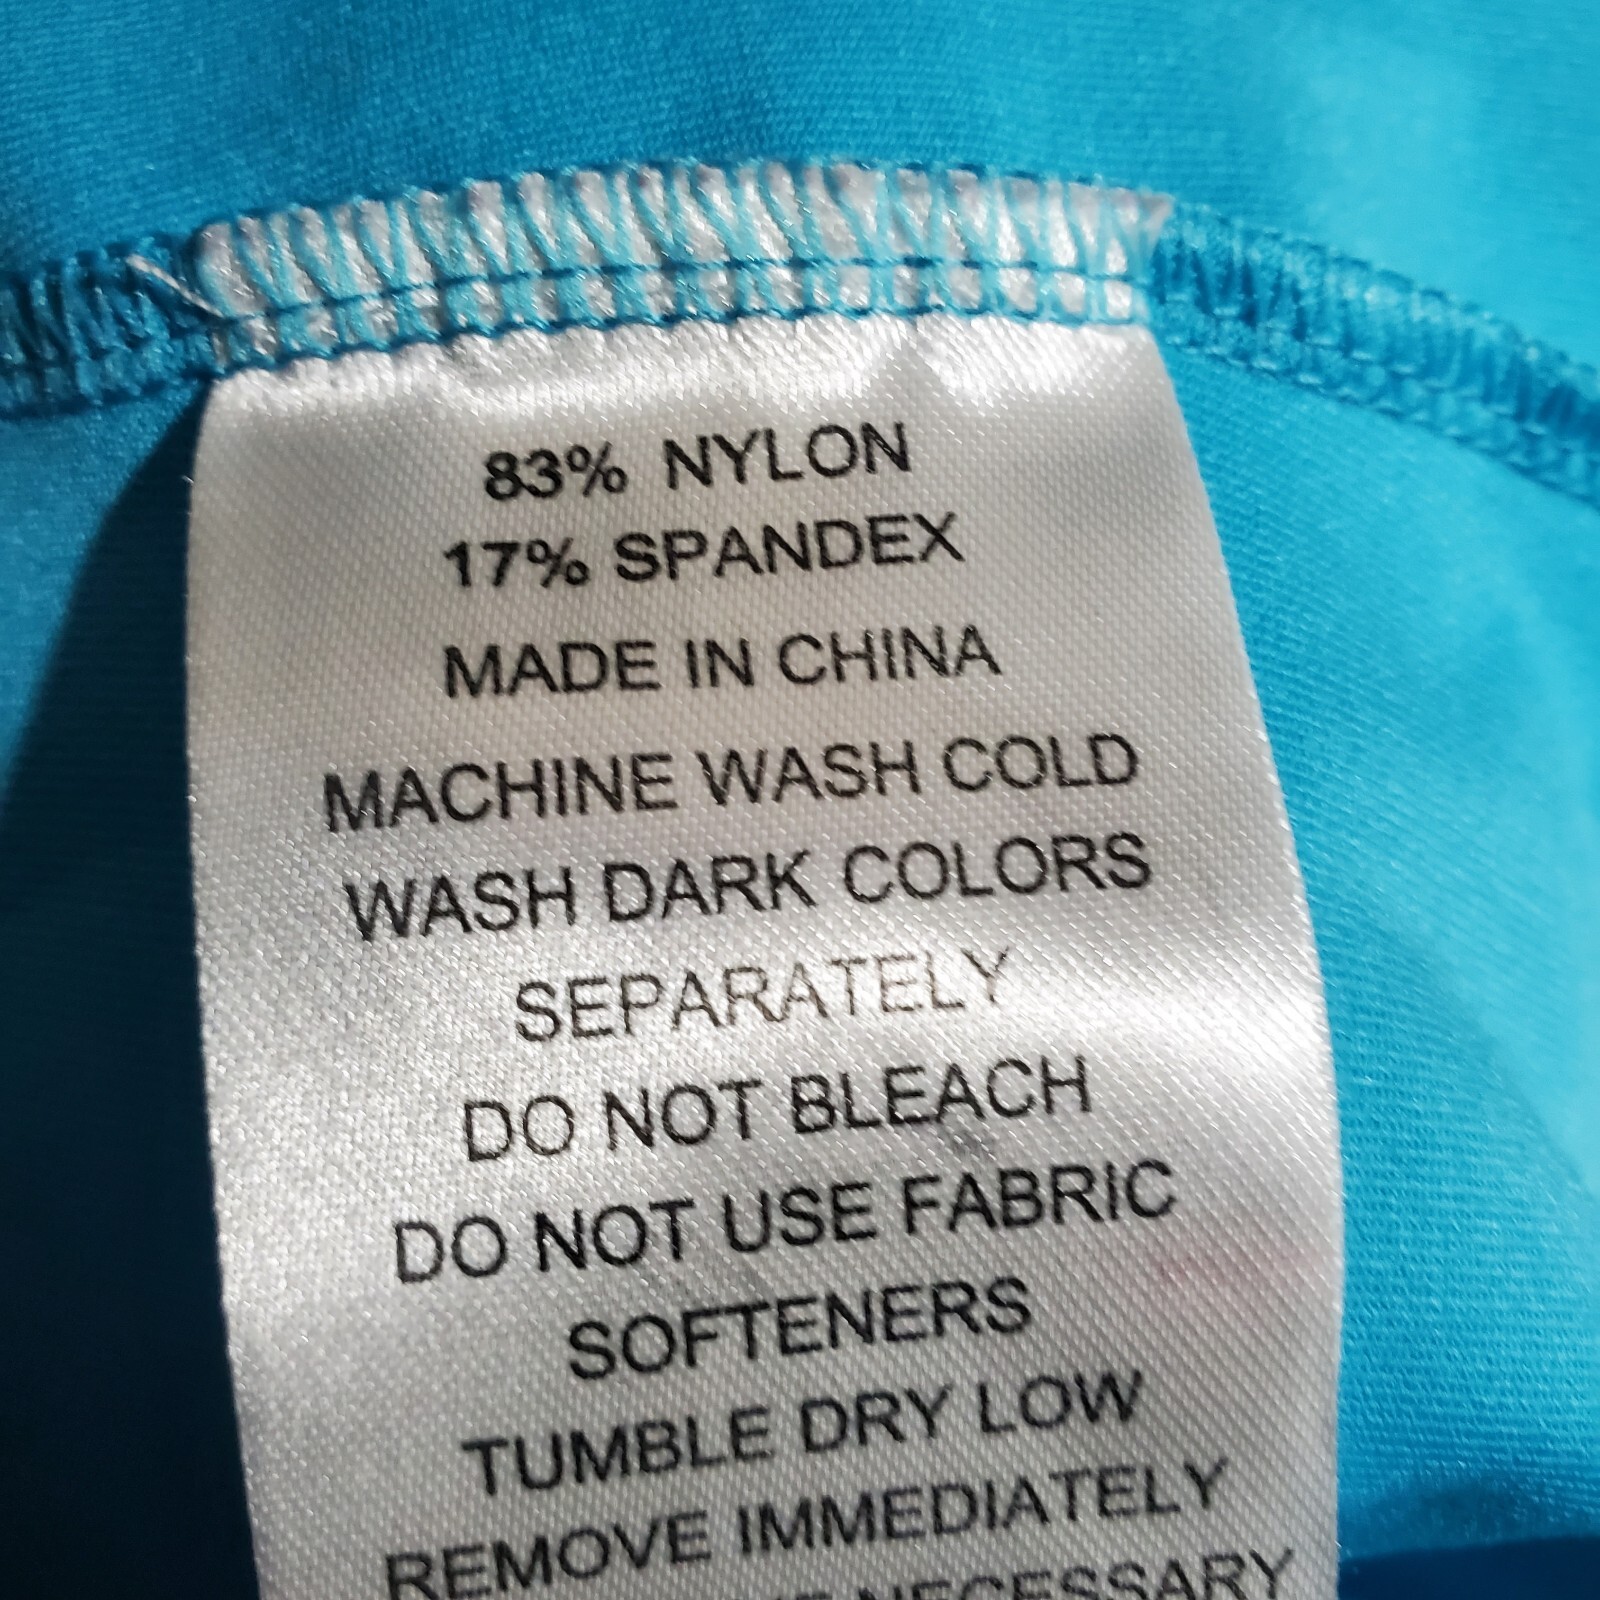 83% NYLON
17% SPANDEX
MADE IN CHINA
MACHINE WASH COLD
WASH DARK COLORS
SEPARATELY
DO NOT BLEACH
DO NOT USE FABRIC
SOFTENERS
TUMBLE DRY LOW
REMOVE IMMEDIATELY
NECESSARY